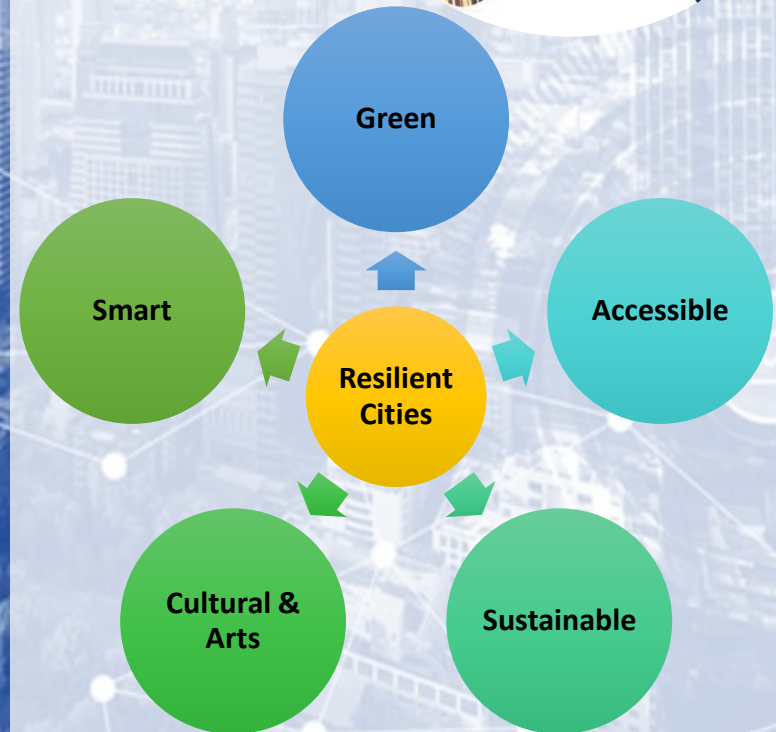 Green
Smart
Accessible
Resilient
Cities
Cultural &
Arts
Sustainable